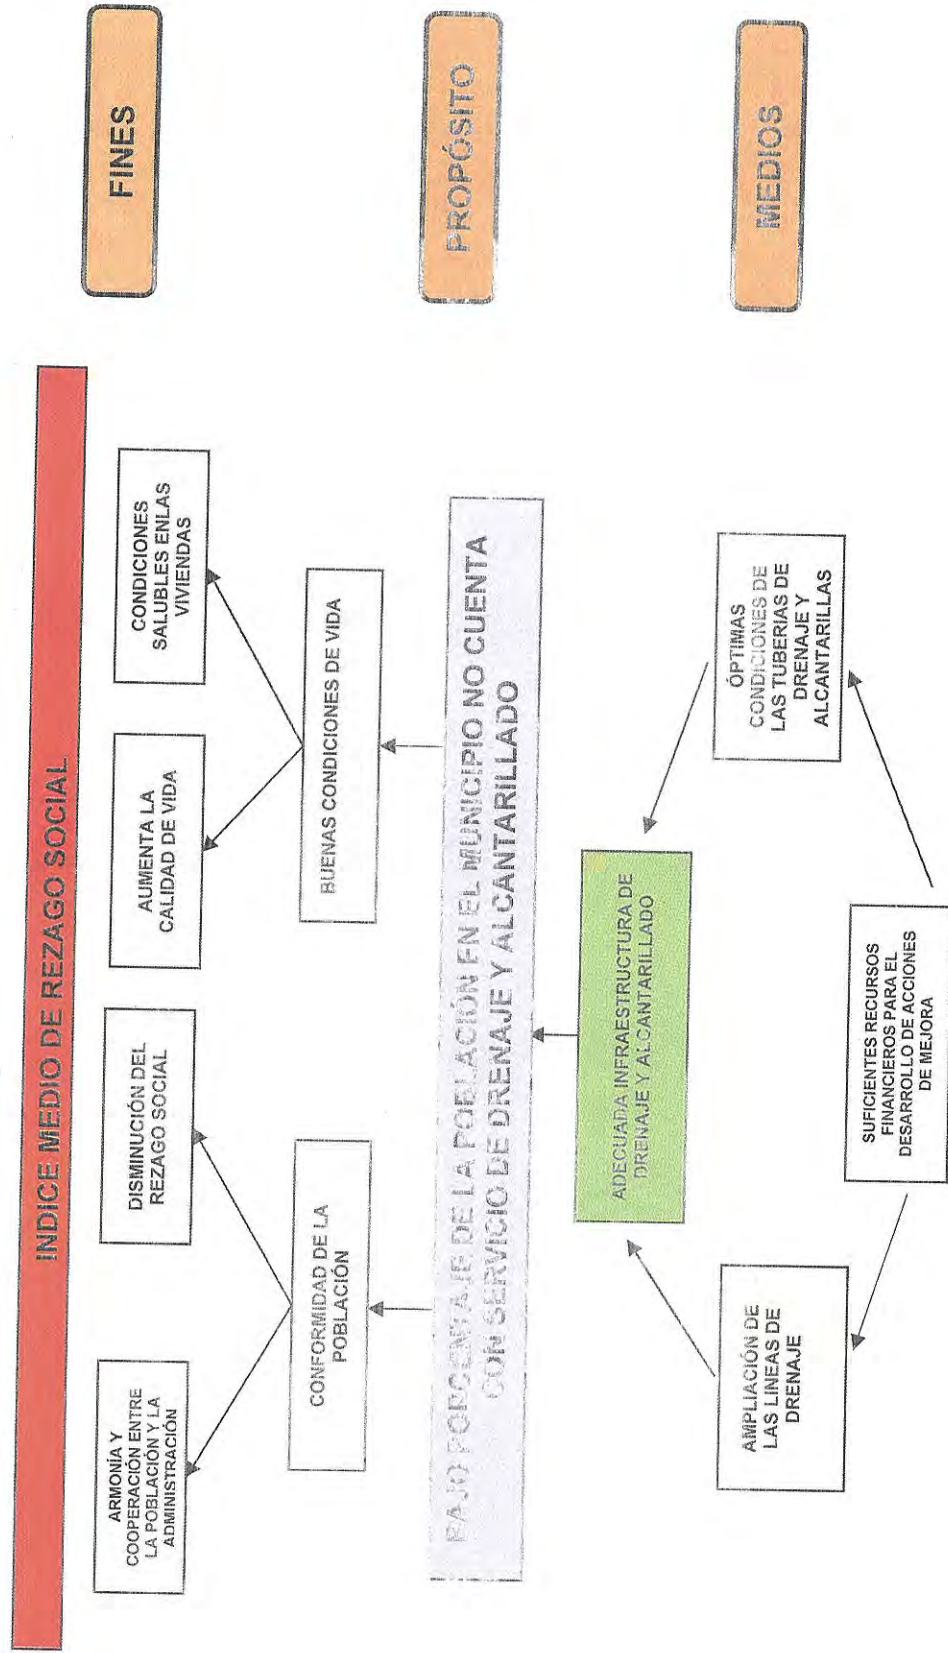 INDICE MEDIO DE REZAGO SOCIAL
FINES
ARMONÍA Y
COOPERACIÓN ENTRE
LA POBLACIÓN Y LA
ADMINISTRACIÓN
DISMINUCIÓN DEL
REZAGO SOCIAL
AUMENTA LA
CALIDAD DE VIDA
CONDICIONES
SALUBLES ENLAS
VIVIENDAS
CONFORMIDAD DE LA
POBLACIÓN
BUENAS CONDICIONES DE VIDA
PROPÓSITO
BAJO PORCENTAJE DE LA POBLACIÓN EN EL MUNICIPIO NO CUENTA
CON SERVICIO DE DRENAJE Y ALCANTARILLADO
ADECUADA INFRAESTRUCTURA DE
DRENAJE Y ALCANTARILLADO
MEDIOS
AMPLIACIÓN DE
LAS LINEAS DE
DRENAJE
ÓPTIMAS
CONDICIONES DE
LAS TUBERIAS DE
DRENAJE Y
ALCANTARILLAS
SUFICIENTES RECURSOS
FINANCIEROS PARA EL
DESARROLLO DE ACCIONES
DE MEJORA